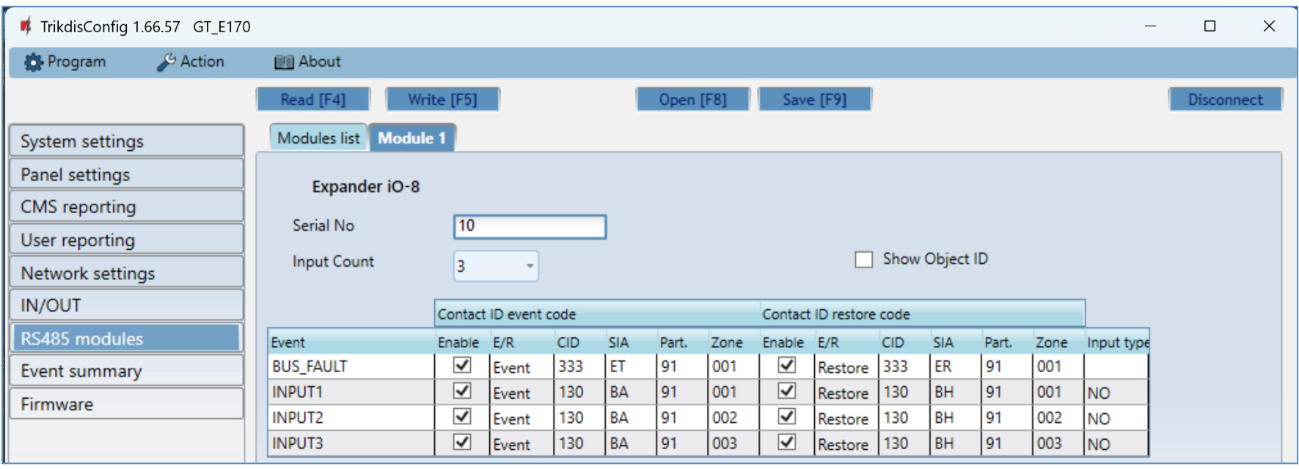 TrikdisConfig 1.66.57 GT_E170
Program Action About
Read [F4] Write [F5] Open [F8] Save [F9] Disconnect
System settings
Panel settings
CMS reporting
User reporting
Network settings
IN/OUT
RS485 modules
Event summary
Firmware
Modules list Module 1
Expander iO-8
Serial No 10
Input Count 3 Show Object ID
Contact ID event code Contact ID restore code
Event Enable E/R CID SIA Part. Zone Enable E/R CID SIA Part. Zone Input type
BUS_FAULT Event 333 ET 91 001 Restore 333 ER 91 001
INPUT1 Event 130 BA 91 001 Restore 130 BH 91 001 NO
INPUT2 Event 130 BA 91 002 Restore 130 BH 91 002 NO
INPUT3 Event 130 BA 91 003 Restore 130 BH 91 003 NO